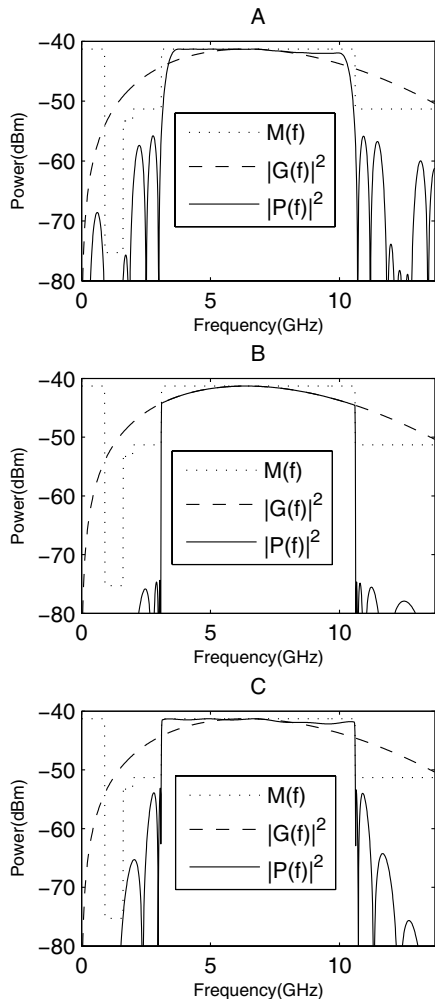 A
−40
−50
−60
−70
−80
Power(dBm)
M(f)
|G(f)|²
|P(f)|²
0
5
10
Frequency(GHz)
B
−40
−50
−60
−70
−80
Power(dBm)
M(f)
|G(f)|²
|P(f)|²
0
5
10
Frequency(GHz)
C
−40
−50
−60
−70
−80
Power(dBm)
M(f)
|G(f)|²
|P(f)|²
0
5
10
Frequency(GHz)